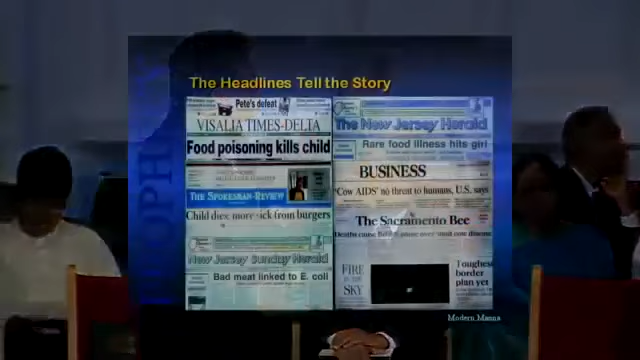 The Headlines Tell the Story
Pete's defeat
VISALIA TIMES-DELTA
Food poisoning kills child
THE SPOKESMAN-REVIEW
Child dies, more sick from burgers
New Jersey Sunday Herald
Bad meat linked to E. coli
The New Jersey Herald
Rare food illness hits girl
BUSINESS
'Cow AIDS' no threat to humans, U.S. says
The Sacramento Bee
FIRE
IN THE
SKY
Toughest
border
plan yet
Modern Manna